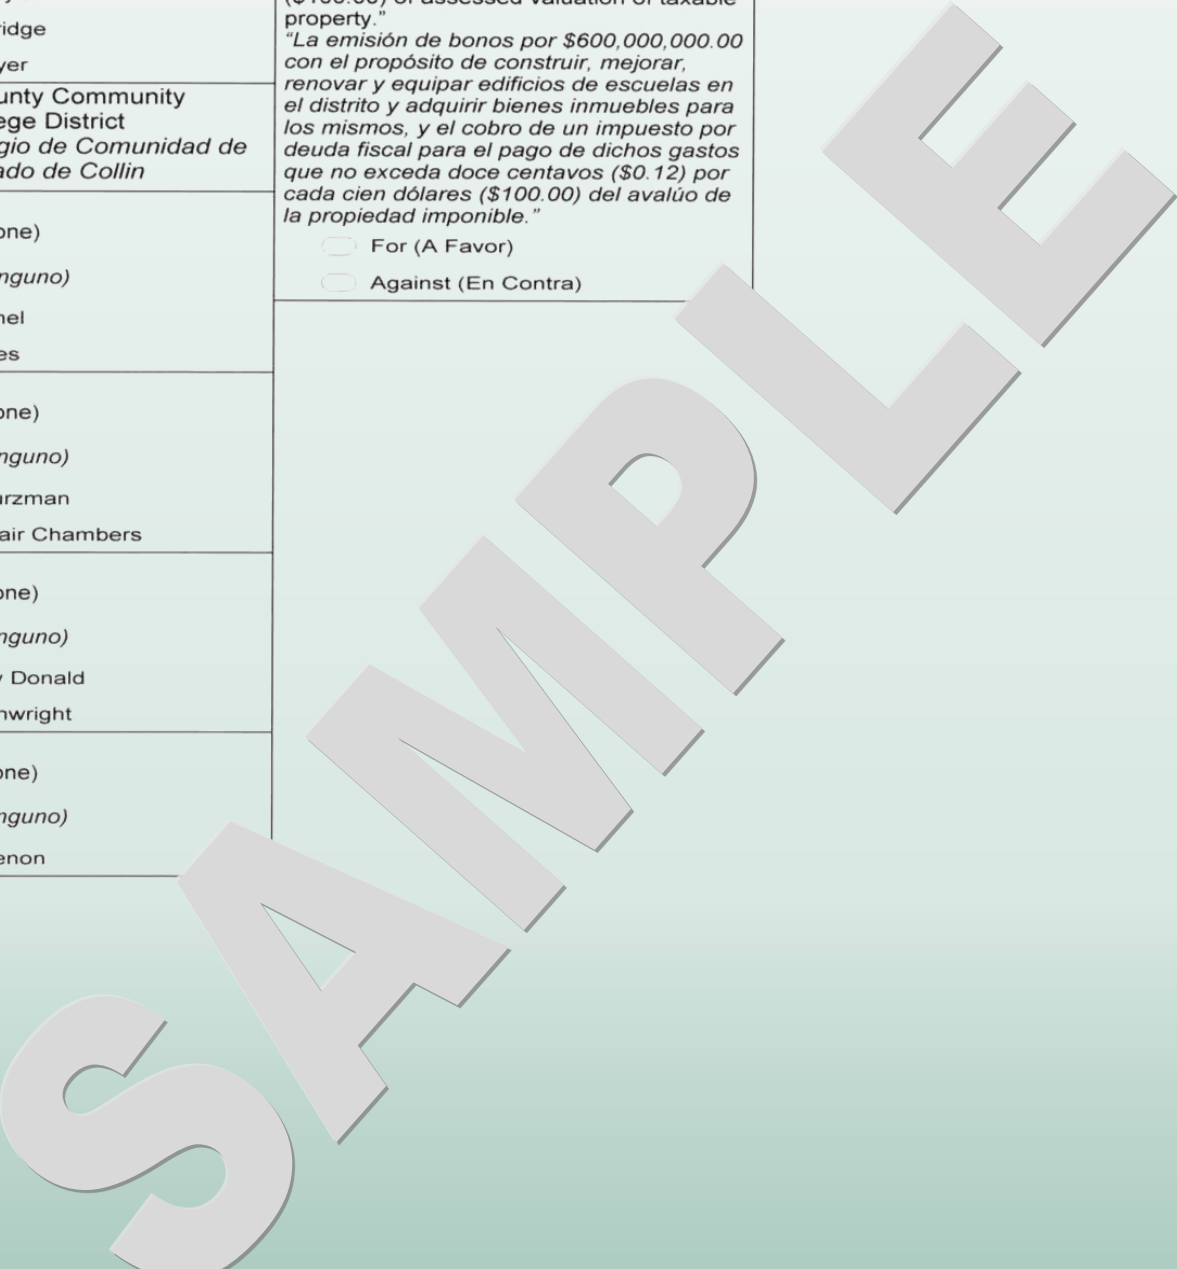 ridge
yer
unty Community
ege District
gio de Comunidad de
ado de Collin
one)
nguno)
nel
es
one)
nguno)
urzman
air Chambers
one)
nguno)
y Donald
nwright
one)
nguno)
enon
($100.00) of assessed valuation of taxable
property.”
“La emisión de bonos por $600,000,000.00
con el propósito de construir, mejorar,
renovar y equipar edificios de escuelas en
el distrito y adquirir bienes inmuebles para
los mismos, y el cobro de un impuesto por
deuda fiscal para el pago de dichos gastos
que no exceda doce centavos ($0.12) por
cada cien dólares ($100.00) del avalúo de
la propiedad imponible.”
For (A Favor)
Against (En Contra)
SAMPLE